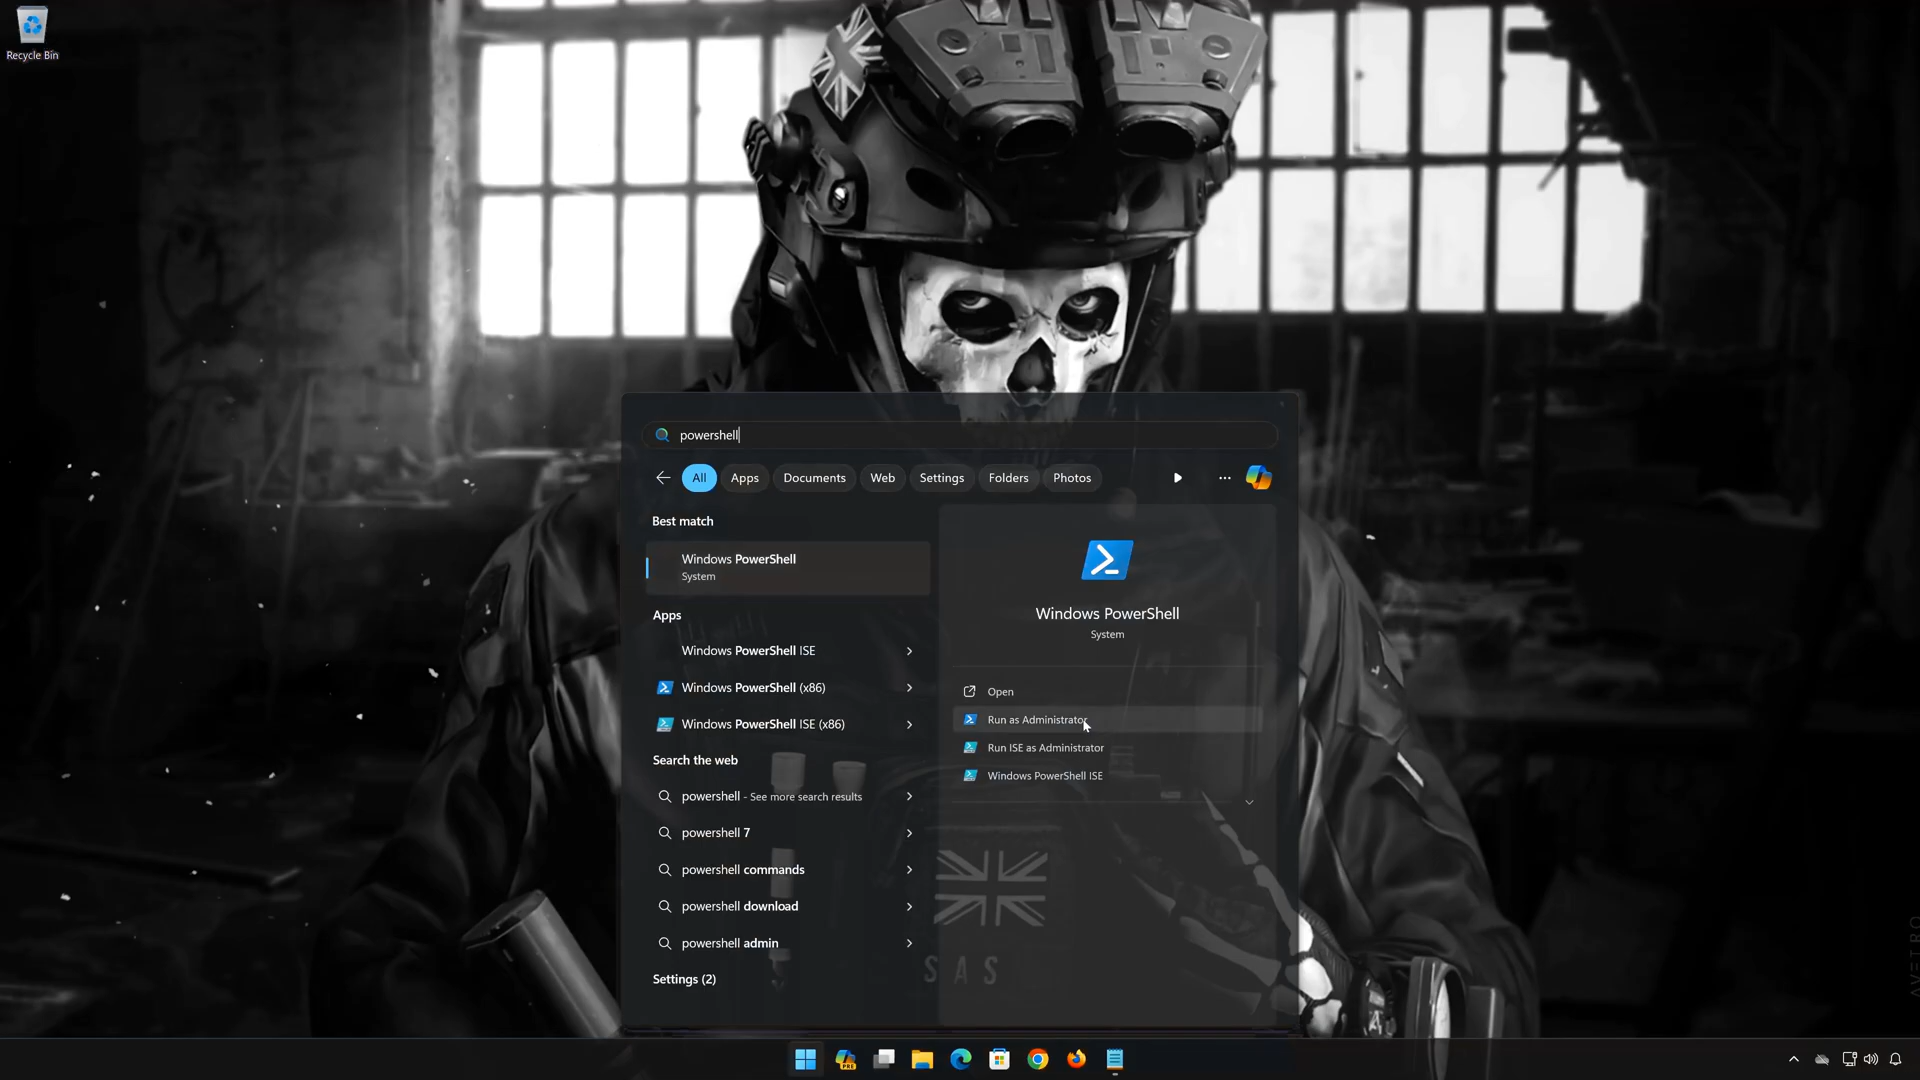 Recycle Bin
powershell
All
Apps
Documents
Web
Settings
Folders
Photos
Best match
Windows PowerShell
System
Apps
Windows PowerShell ISE
Windows PowerShell (x86)
Windows PowerShell ISE (x86)
Search the web
powershell - See more search results
powershell 7
powershell commands
powershell download
powershell admin
Settings (2)
Windows PowerShell
System
Open
Run as Administrator
Run ISE as Administrator
Windows PowerShell ISE
SAS
PRE